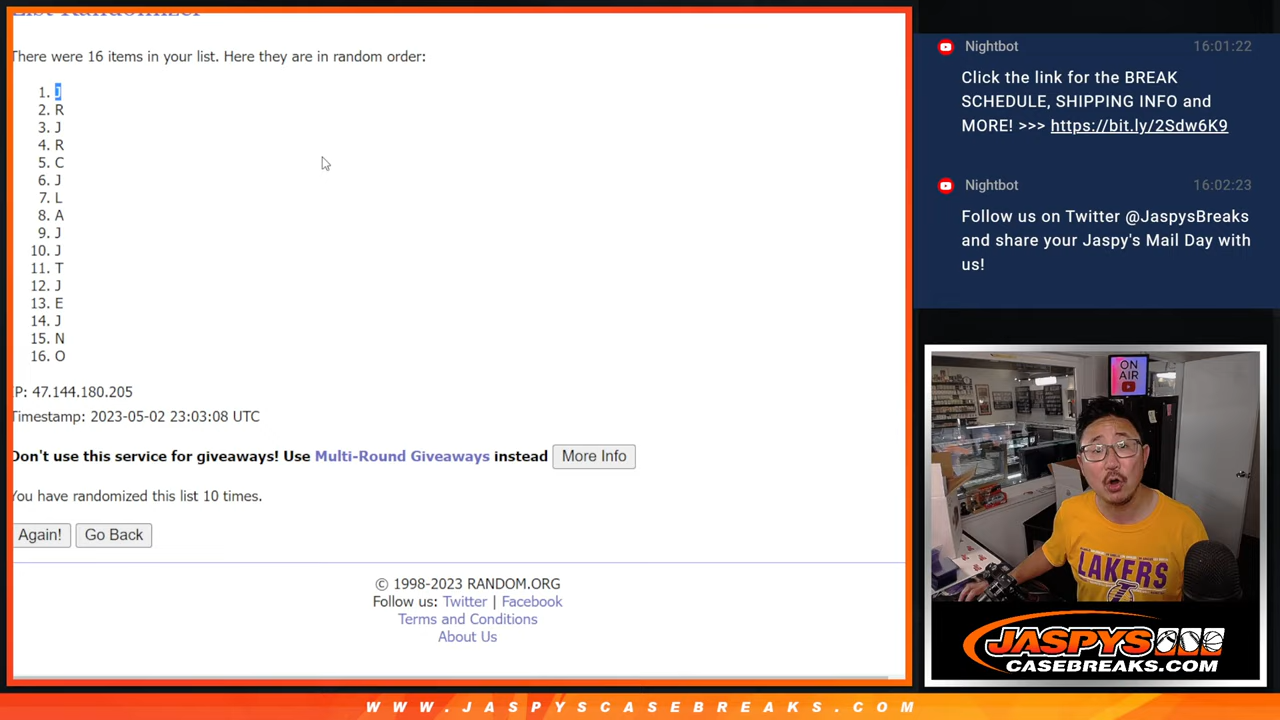 List Randomizer
There were 16 items in your list. Here they are in random order:
1. J
2. R
3. J
4. R
5. C
6. J
7. L
8. A
9. J
10. J
11. T
12. J
13. E
14. J
15. N
16. O
IP: 47.144.180.205
Timestamp: 2023-05-02 23:03:08 UTC
Don't use this service for giveaways! Use Multi-Round Giveaways instead More Info
You have randomized this list 10 times.
Again! Go Back
© 1998-2023 RANDOM.ORG
Follow us: Twitter | Facebook
Terms and Conditions
About Us
Nightbot 16:01:22
Click the link for the BREAK
SCHEDULE, SHIPPING INFO and
MORE! >>> https://bit.ly/2Sdw6K9
Nightbot 16:02:23
Follow us on Twitter @JaspysBreaks
and share your Jaspy's Mail Day with
us!
ON
AIR
LAKERS
JASPYS
CASEBREAKS.COM
WWW.JASPYSCASEBREAKS.COM